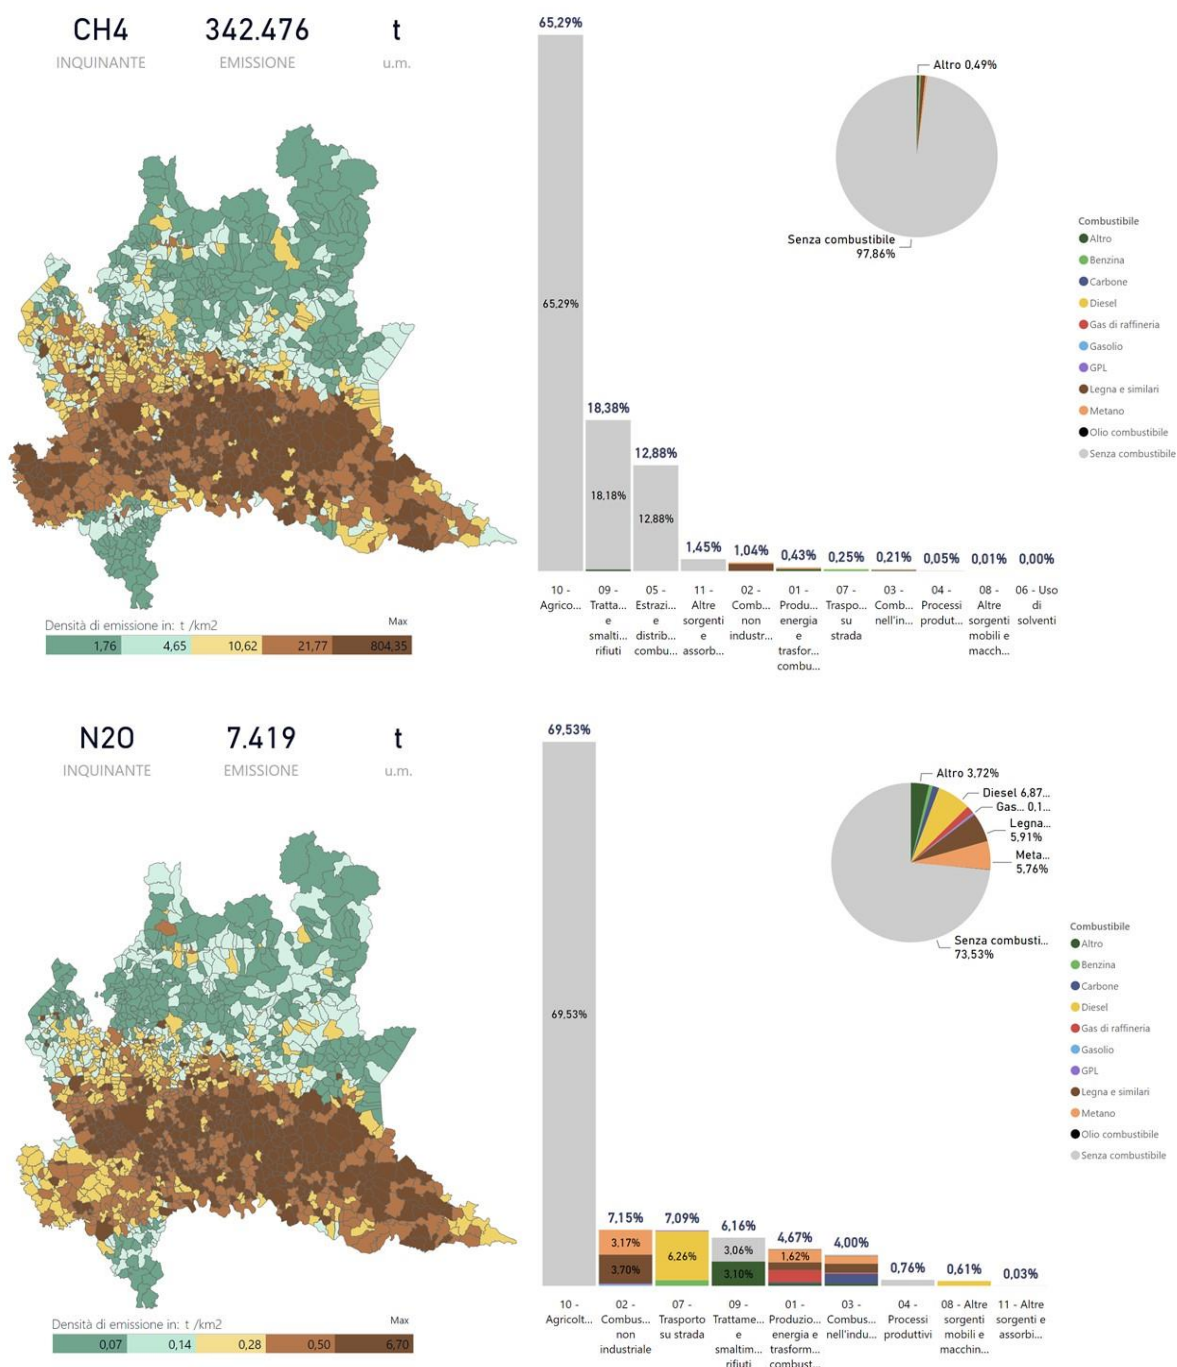 CH4 342.476 t
INQUINANTE EMISSIONE u.m.
Densità di emissione in: t /km2 Max
1,76 4,65 10,62 21,77 804,35
65,29%
65,29%
18,38%
18,18%
12,88%
12,88%
1,45%
1,04%
0,43%
0,25%
0,21%
0,05%
0,01%
0,00%
10 -
Agrico...
09 -
Tratta...
e
smalti...
rifiuti
05 -
Estrazi...
e
distrib...
combu...
11 -
Altre
sorgenti
e
assorb...
02 -
Comb...
non
industr...
01 -
Produ...
energia
e
trasfor...
combu...
07 -
Traspo...
su
strada
03 -
Comb...
nell'in...
04 -
Processi
produt...
08 -
Altre
sorgenti
mobili e
macch...
06 - Uso
di
solventi
Altro 0,49%
Senza combustibile
97,86%
Combustibile
Altro
Benzina
Carbone
Diesel
Gas di raffineria
Gasolio
GPL
Legna e similari
Metano
Olio combustibile
Senza combustibile
N2O 7.419 t
INQUINANTE EMISSIONE u.m.
Densità di emissione in: t /km2 Max
0,07 0,14 0,28 0,50 6,70
69,53%
69,53%
7,15%
3,17%
3,70%
7,09%
6,26%
6,16%
3,06%
3,10%
4,67%
1,62%
4,00%
0,76%
0,61%
0,03%
10 -
Agricolt...
02 -
Combus...
non
industriale
07 -
Trasporto
su strada
09 -
Trattame...
e
smaltim...
rifiuti
01 -
Produzio...
energia e
trasform...
combust...
03 -
Combus...
nell'indu...
04 -
Processi
produttivi
08 - Altre
sorgenti
mobili e
macchin...
11 - Altre
sorgenti e
assorbi...
Altro 3,72%
Diesel 6,87...
Gas... 0,1...
Legna...
5,91%
Meta...
5,76%
Senza combusti...
73,53%
Combustibile
Altro
Benzina
Carbone
Diesel
Gas di raffineria
Gasolio
GPL
Legna e similari
Metano
Olio combustibile
Senza combustibile